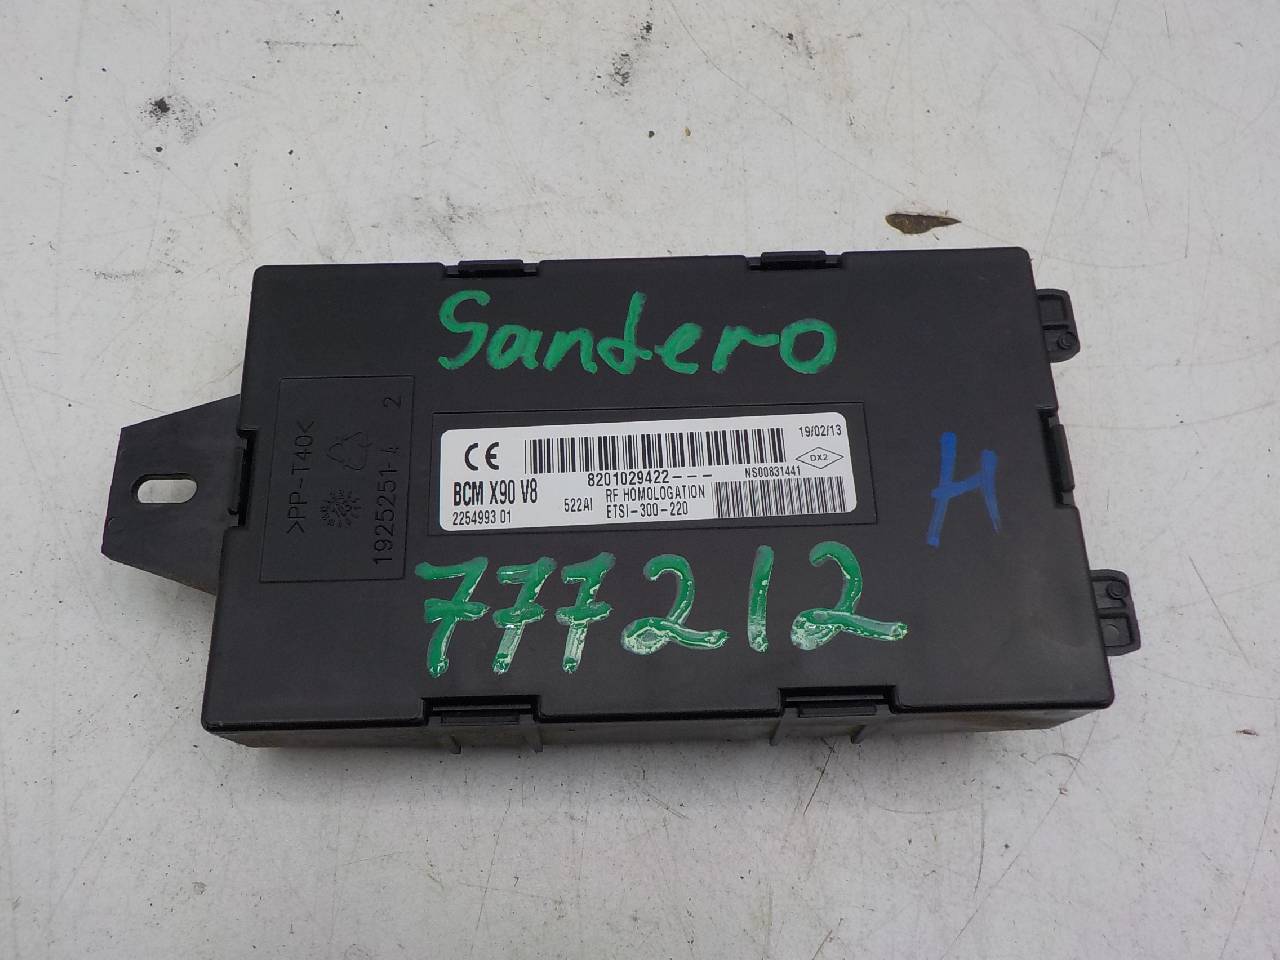 Sandero
>PP-T40<
1925251-4 2
CE
19/02/13
DX2
8201029422---
NS00831441
BCM X90 V8
522AI
RF HOMOLOGATION
2254993 01
ETSI-300-220
H
777212